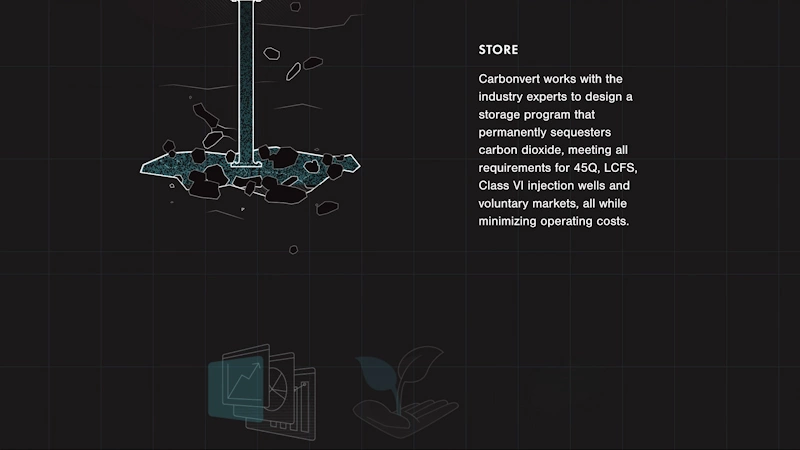 STORE
Carbonvert works with the
industry experts to design a
storage program that
permanently sequesters
carbon dioxide, meeting all
requirements for 45Q, LCFS,
Class VI injection wells and
voluntary markets, all while
minimizing operating costs.